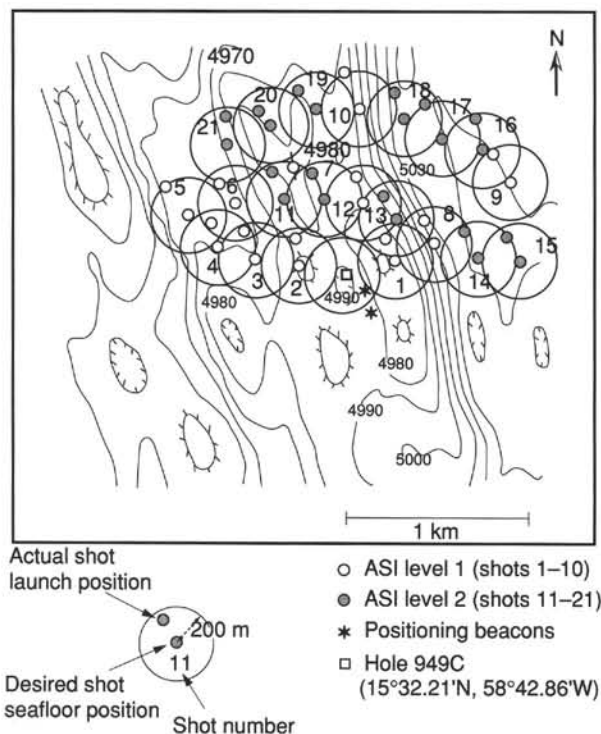 4970
N
19
18
20
10
17
21
16
4980
5030
7
5
6
9
11
12
13
8
15
4
3
2
1
14
4980
4990
4980
4990
5000
1 km
Actual shot
launch position
200 m
11
Desired shot
seafloor position
Shot number
ASI level 1 (shots 1–10)
ASI level 2 (shots 11–21)
Positioning beacons
Hole 949C
(15°32.21'N, 58°42.86'W)